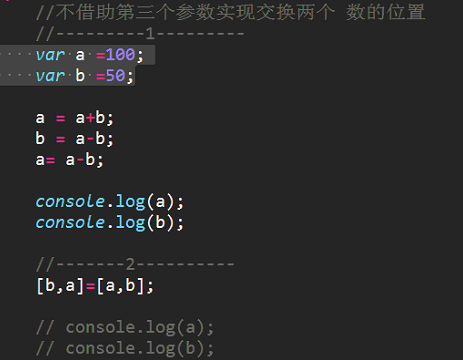 //不借助第三个参数实现交换两个 数的位置
//---------1---------
var a =100;
var b =50;
a = a+b;
b = a-b;
a= a-b;
console.log(a);
console.log(b);
//-------2----------
[b,a]=[a,b];
// console.log(a);
// console.log(b);